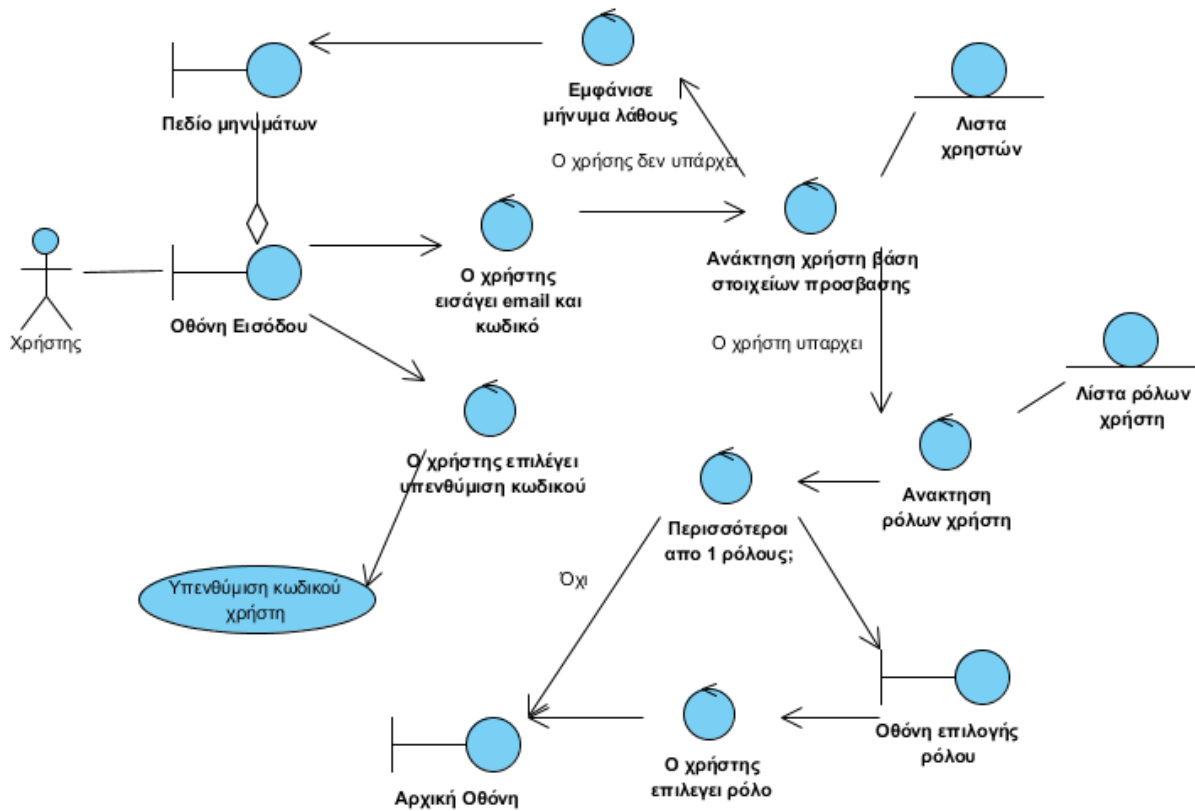 Εμφάνισε
μήνυμα λάθους
Πεδίο μηνυμάτων
Λιστα
χρηστών
Ο χρήσης δεν υπάρχει
Ο χρήστης
εισάγει email και
κωδικό
Ανάκτηση χρήστη βάση
στοιχείων προσβασης
Χρήστης
Οθόνη Εισόδου
Ο χρήστη υπαρχει
Λίστα ρόλων
χρήστη
Ο χρήστης επιλέγει
υπενθύμιση κωδικού
Ανακτηση
ρόλων χρήστη
Περισσότεροι
απο 1 ρόλους;
Όχι
Υπενθύμιση κωδικού
χρήστη
Οθόνη επιλογής
ρόλου
Ο χρήστης
επιλεγει ρόλο
Αρχική Οθόνη